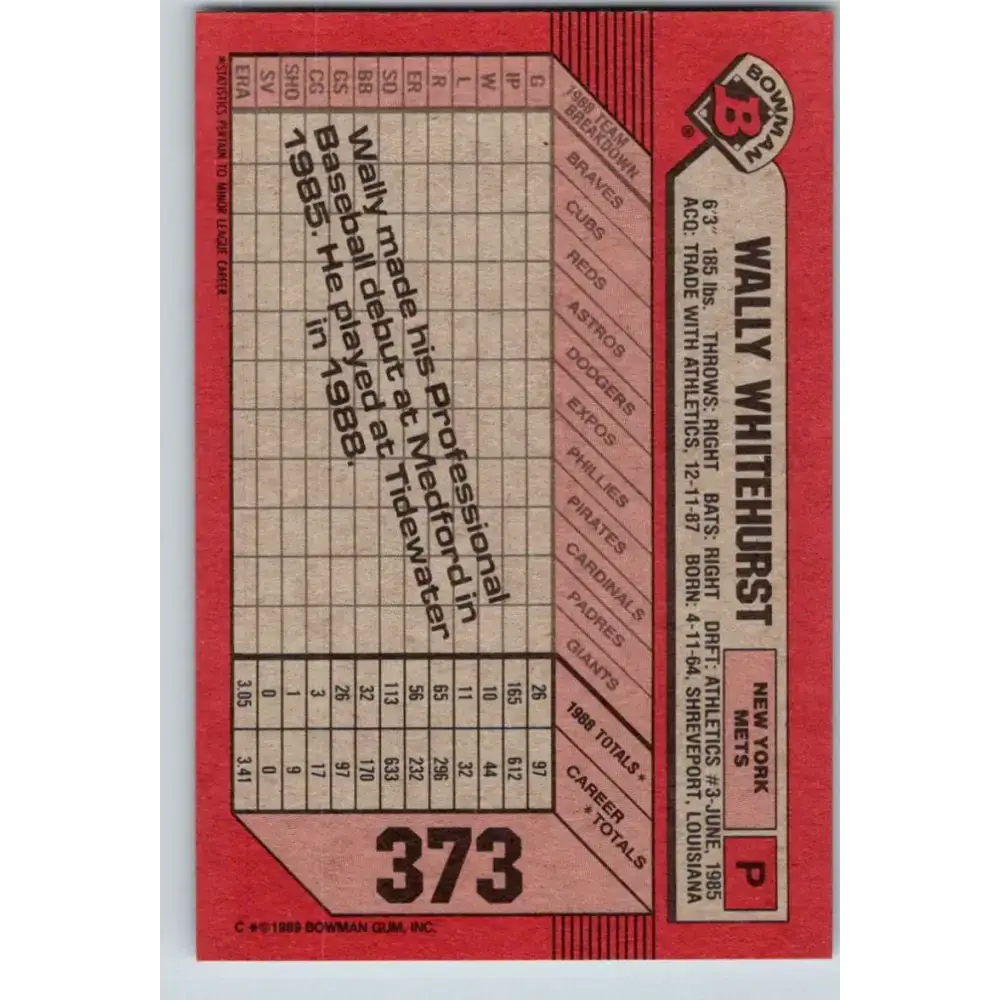 BOWMAN
B
®
WALLY WHITEHURST
NEW YORK
METS
P
6'3" 185 lbs. THROWS: RIGHT BATS: RIGHT DRFT: ATHLETICS #3-JUNE, 1985
ACQ: TRADE WITH ATHLETICS, 12-11-87 BORN: 4-11-64, SHREVEPORT, LOUISIANA
1988 TEAM
BREAKDOWN
BRAVES
CUBS
REDS
ASTROS
DODGERS
EXPOS
PHILLIES
PIRATES
CARDINALS
PADRES
GIANTS
1988 TOTALS*
CAREER
*TOTALS
G 26 97
IP 165 612
W 10 44
L 11 32
R 65 296
ER 56 232
SO 113 633
BB 32 170
GS 26 97
CG 3 17
SHO 1 9
SV 0 0
ERA 3.05 3.41
Wally made his Professional
Baseball debut at Medford in
1985. He played at Tidewater
in 1988.
373
*STATISTICS PERTAIN TO MINOR LEAGUE CAREER
C *©1989 BOWMAN GUM, INC.